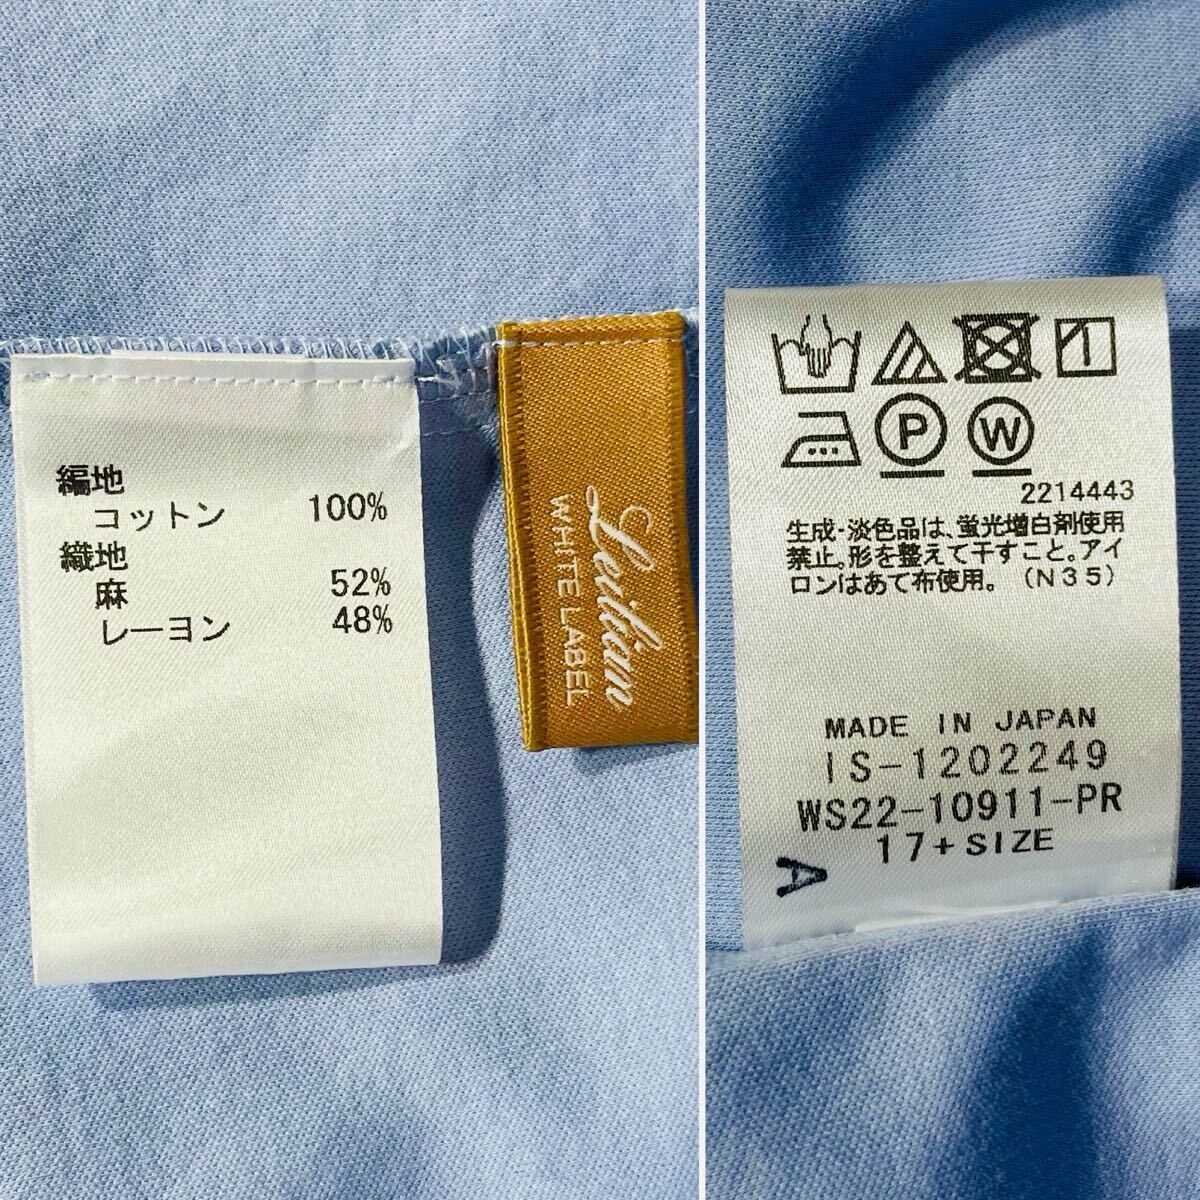 編地
コットン 100%
織地
麻 52%
レーヨン 48%
Leilian
WHITE LABEL
P W
2214443
生成・淡色品は、蛍光増白剤使用
禁止。形を整えて干すこと。アイ
ロンはあて布使用。(N35)
MADE IN JAPAN
IS-1202249
WS22-10911-PR
17+SIZE
A